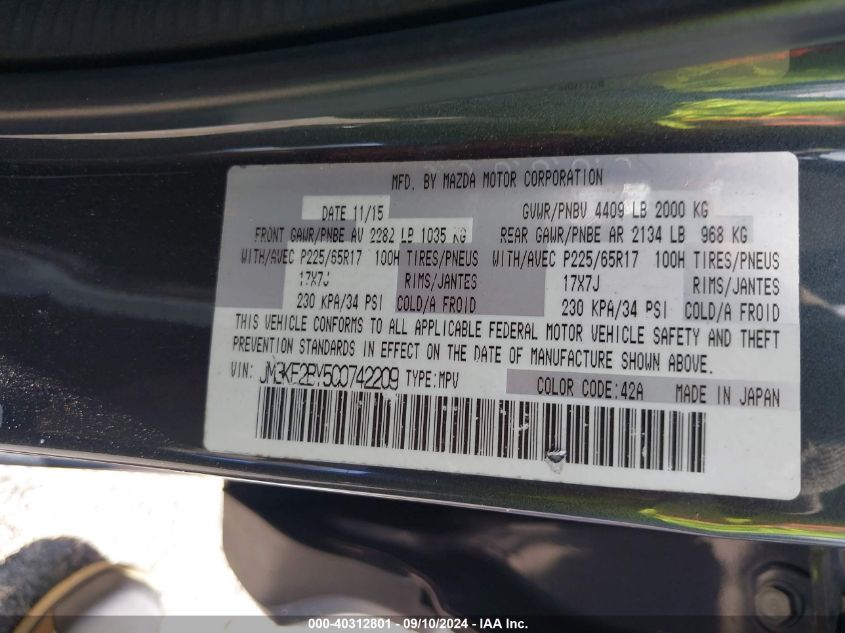 MFD. BY MAZDA MOTOR CORPORATION
DATE 11/15 GVWR/PNBV 4409 LB 2000 KG
FRONT GAWR/PNBE AV 2282 LB 1035 KG REAR GAWR/PNBE AR 2134 LB 968 KG
WITH/AVEC P225/65R17 100H TIRES/PNEUS WITH/AVEC P225/65R17 100H TIRES/PNEUS
17X7J RIMS/JANTES 17X7J RIMS/JANTES
230 KPA/34 PSI COLD/A FROID 230 KPA/34 PSI COLD/A FROID
THIS VEHICLE CONFORMS TO ALL APPLICABLE FEDERAL MOTOR VEHICLE SAFETY AND THEFT
PREVENTION STANDARDS IN EFFECT ON THE DATE OF MANUFACTURE SHOWN ABOVE.
VIN: JM3KE2BY5G0742209 TYPE:MPV COLOR CODE:42A MADE IN JAPAN
000-40312801 - 09/10/2024 - IAA Inc.